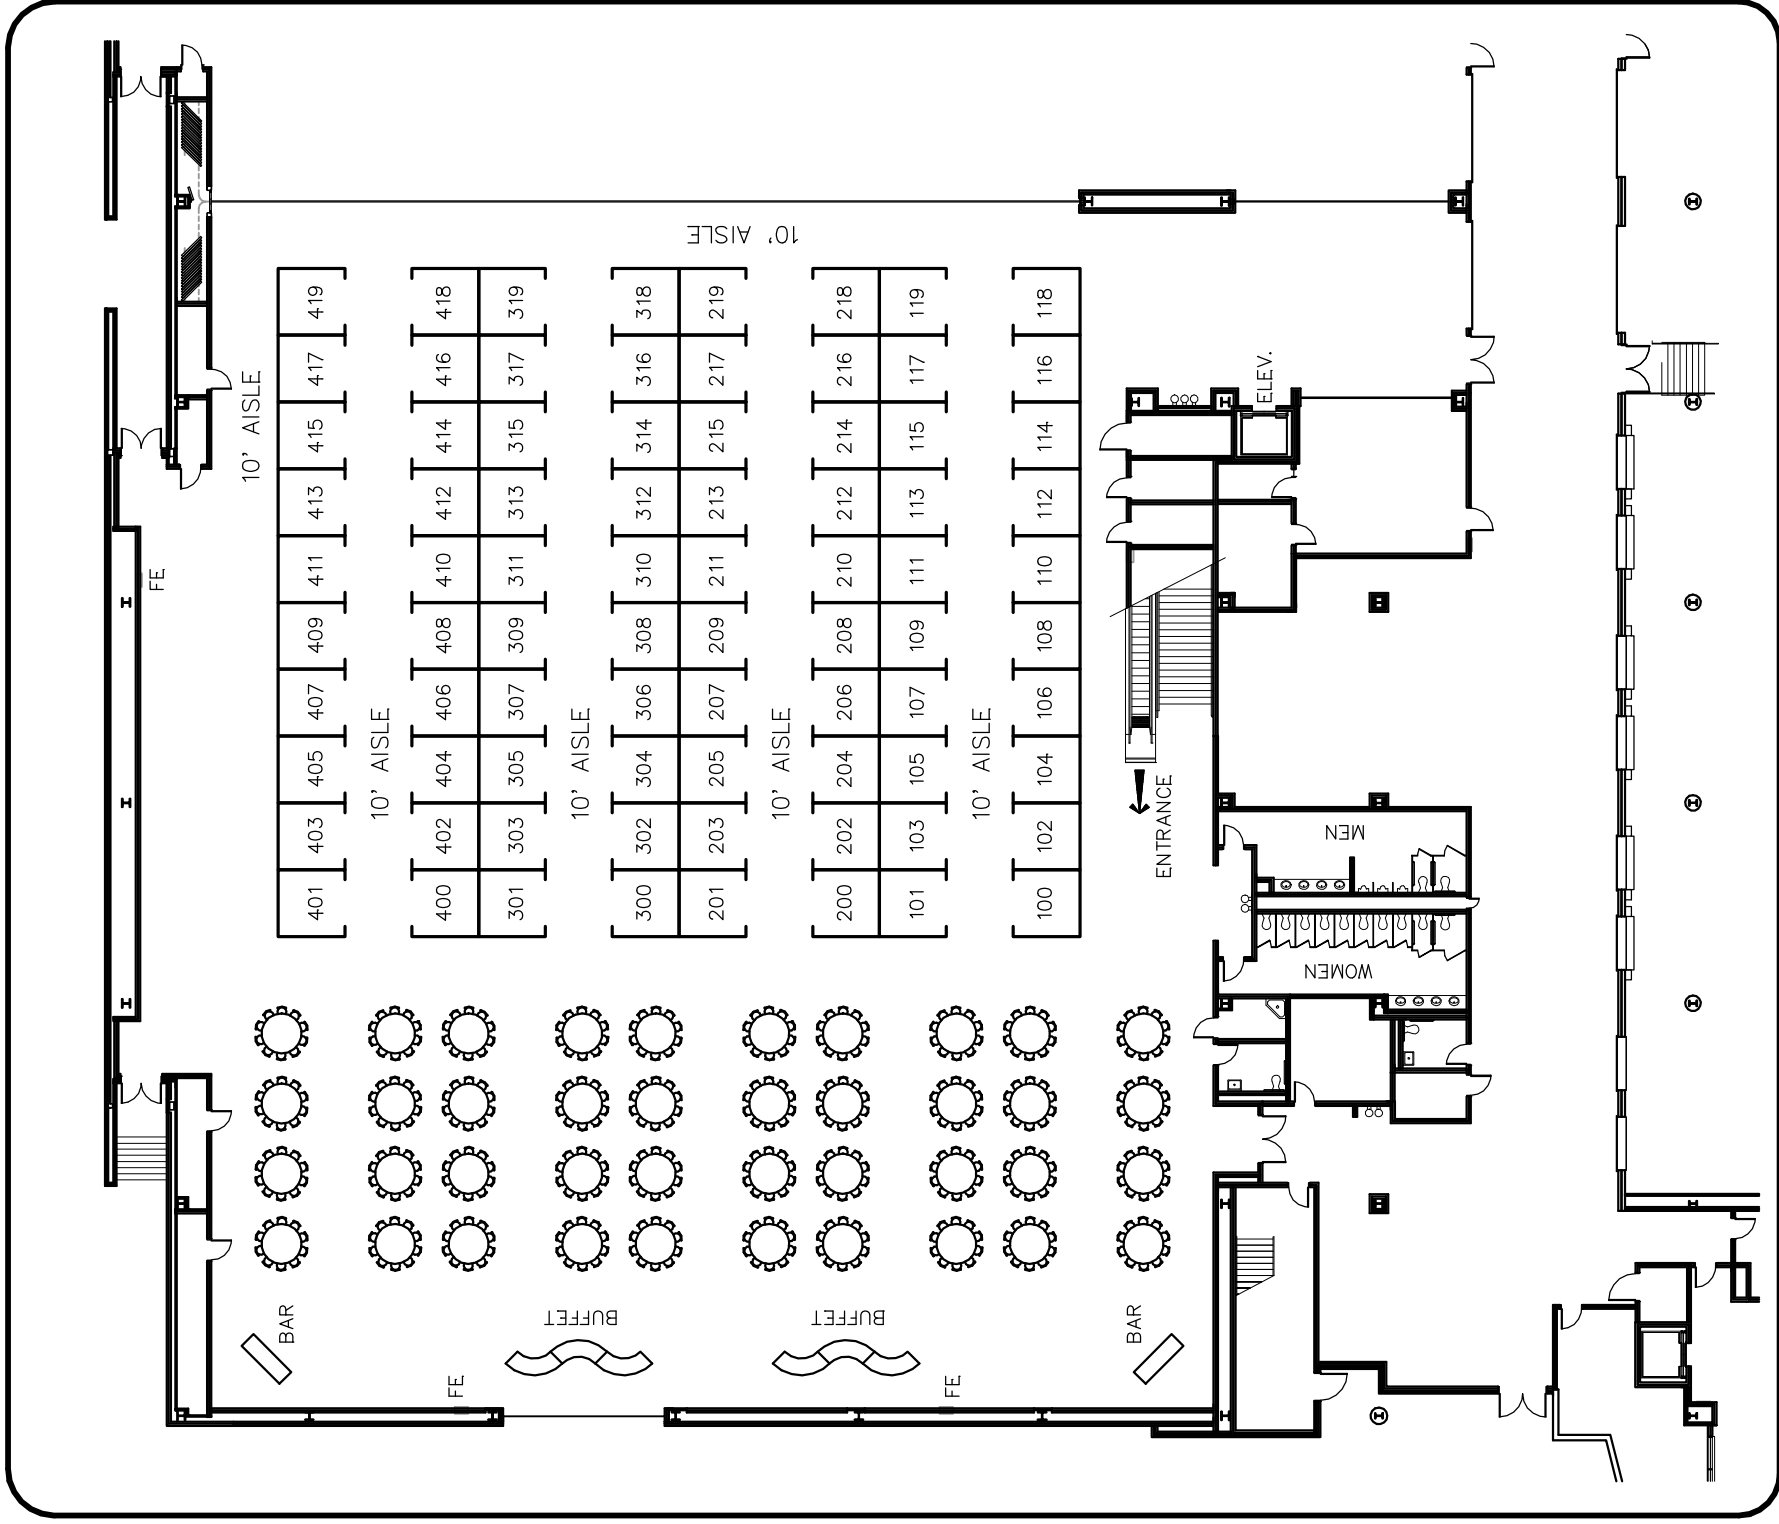 10' AISLE
419 418 319 318 219 218 119 118
417 416 317 316 217 216 117 116
ELEV.
10' AISLE
415 414 315 314 215 214 115 114
413 412 313 312 213 212 113 112
411 410 311 310 211 210 111 110
FE
409 408 309 308 209 208 109 108
407 406 307 306 207 206 107 106
10' AISLE 10' AISLE 10' AISLE 10' AISLE
405 404 305 304 205 204 105 104
403 402 303 302 203 202 103 102
ENTRANCE
MEN
401 400 301 300 201 200 101 100
WOMEN
BAR BUFFET BUFFET BAR
FE FE